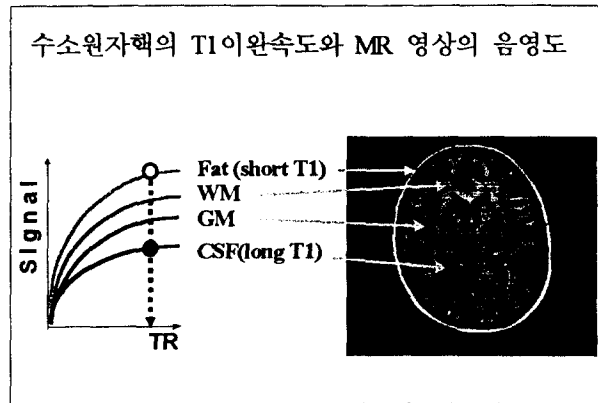 수소원자핵의 T1이완속도와 MR 영상의 음영도
Signal
Fat (short T1)
WM
GM
CSF(long T1)
TR